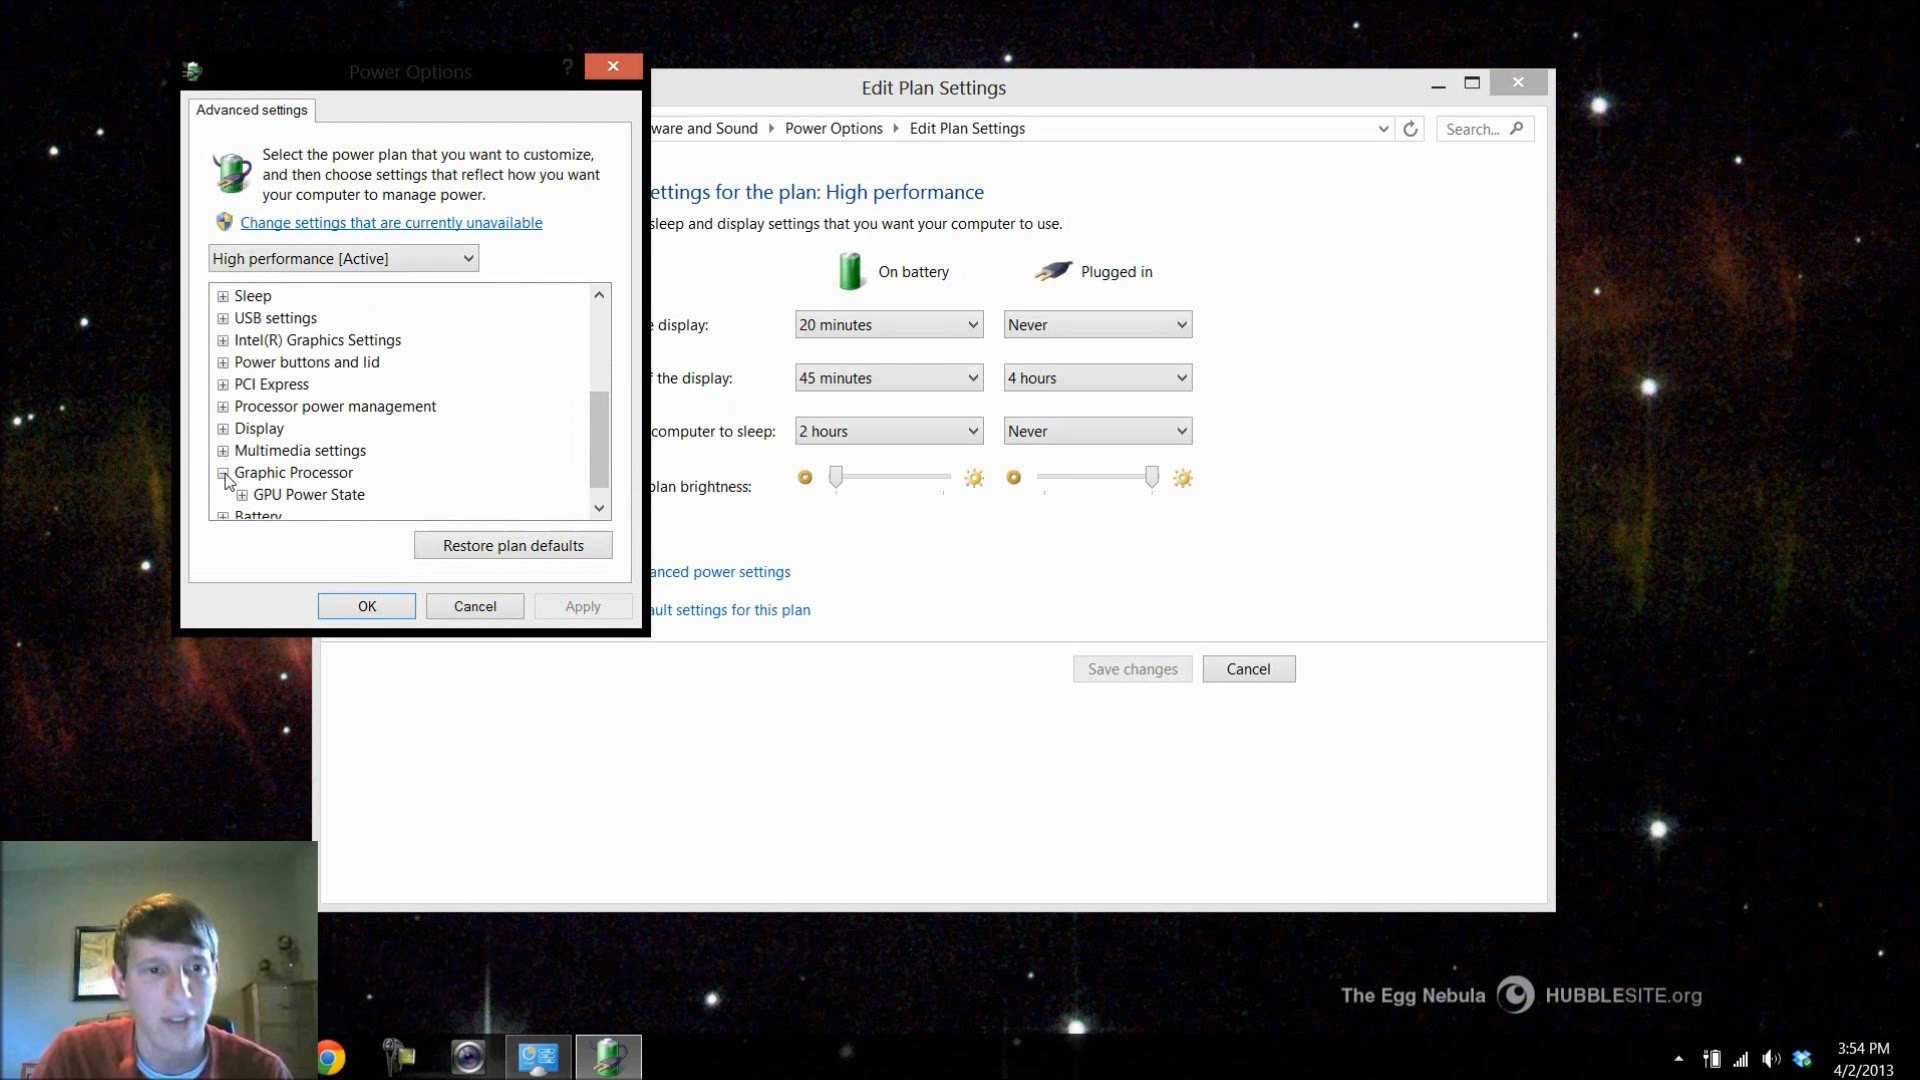 Power Options
?
Advanced settings
Select the power plan that you want to customize,
and then choose settings that reflect how you want
your computer to manage power.
Change settings that are currently unavailable
High performance [Active]
Sleep
USB settings
Intel(R) Graphics Settings
Power buttons and lid
PCI Express
Processor power management
Display
Multimedia settings
Graphic Processor
GPU Power State
Battery
Restore plan defaults
OK
Cancel
Apply
Edit Plan Settings
ware and Sound
Power Options
Edit Plan Settings
Search...
ettings for the plan: High performance
sleep and display settings that you want your computer to use.
On battery
Plugged in
e display:
20 minutes
Never
f the display:
45 minutes
4 hours
computer to sleep:
2 hours
Never
plan brightness:
anced power settings
ault settings for this plan
Save changes
Cancel
The Egg Nebula
HUBBLESITE.org
3:54 PM
4/2/2013